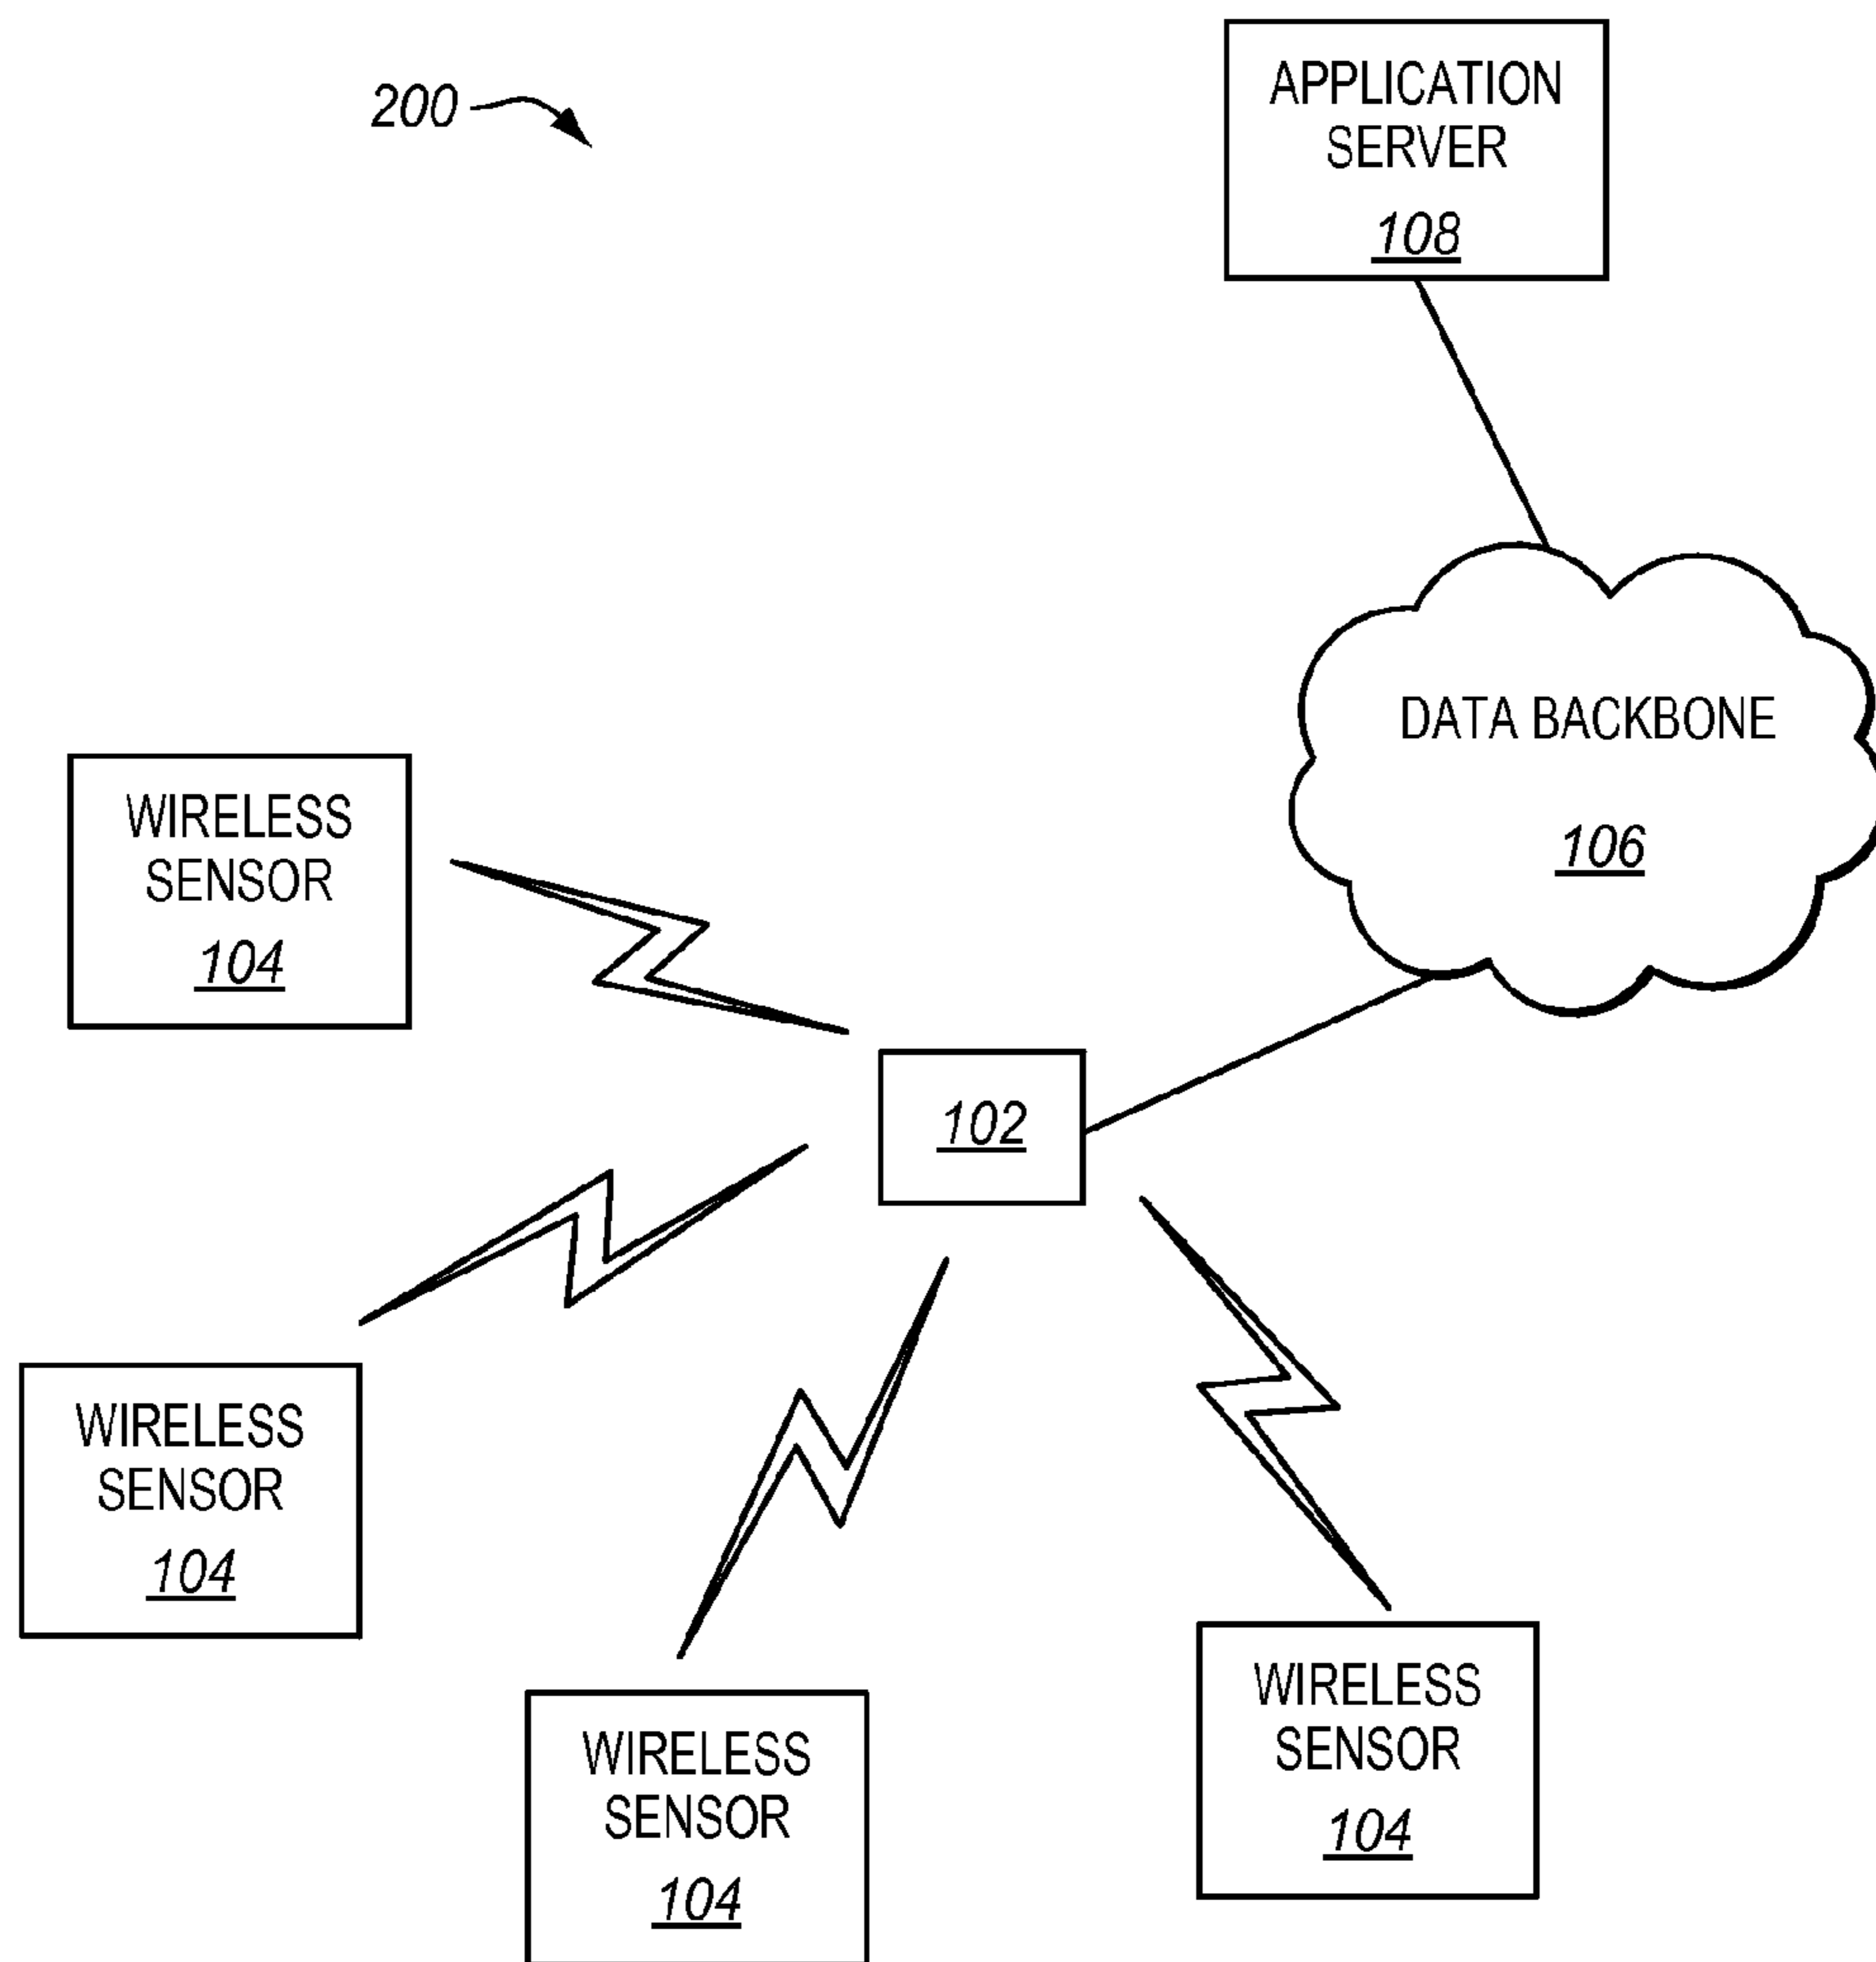 200
APPLICATION
SERVER
108
DATA BACKBONE
106
WIRELESS
SENSOR
104
102
WIRELESS
SENSOR
104
WIRELESS
SENSOR
104
WIRELESS
SENSOR
104